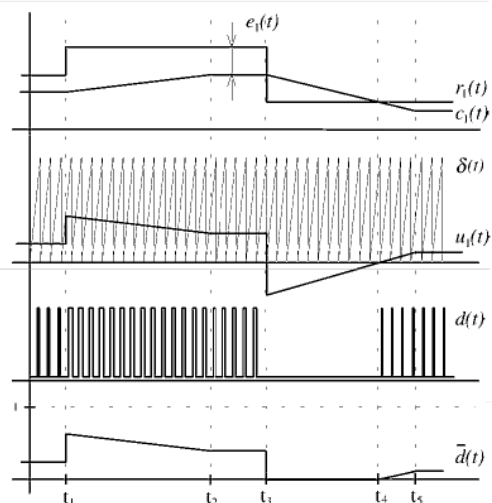 e₁(t)
r₁(t)
c₁(t)
δ(t)
u₁(t)
d(t)
1
d̄(t)
t₁ t₂ t₃ t₄ t₅